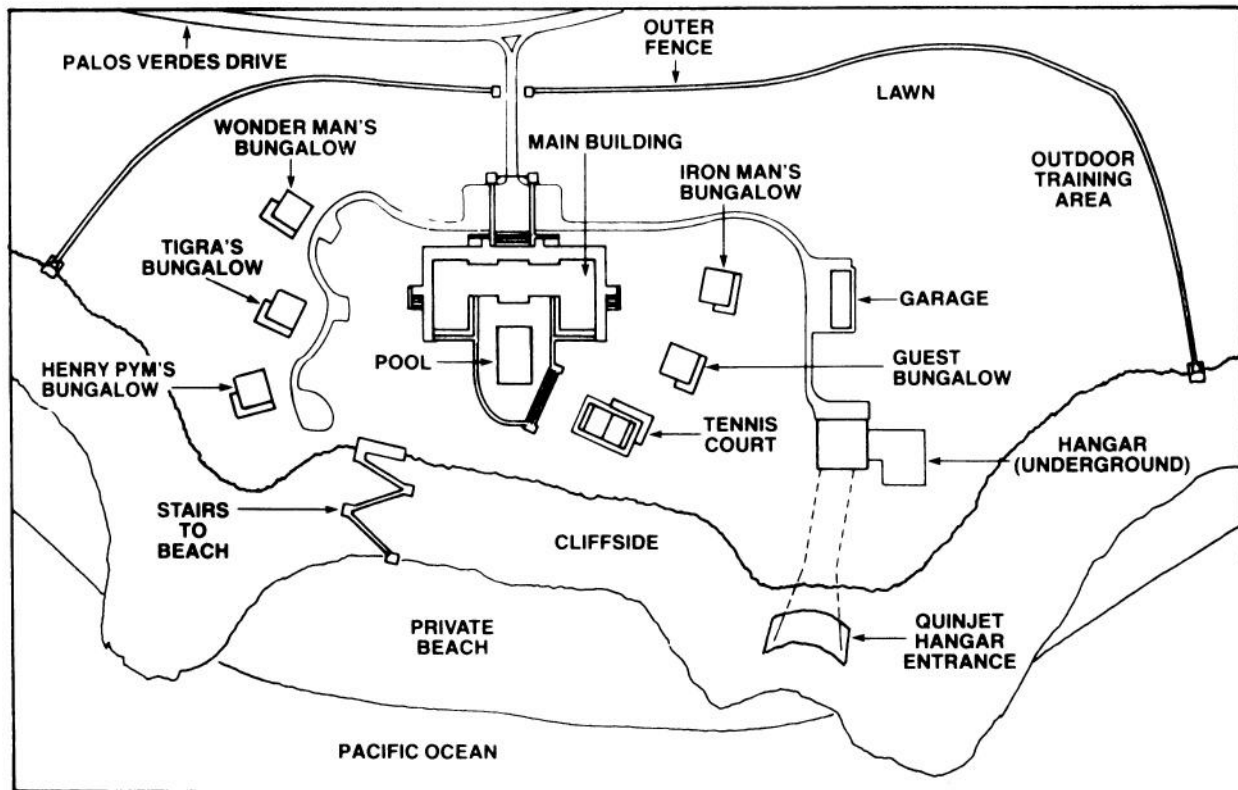 PALOS VERDES DRIVE
OUTER
FENCE
LAWN
WONDER MAN'S
BUNGALOW
MAIN BUILDING
IRON MAN'S
BUNGALOW
OUTDOOR
TRAINING
AREA
TIGRA'S
BUNGALOW
GARAGE
HENRY PYM'S
BUNGALOW
POOL
GUEST
BUNGALOW
TENNIS
COURT
HANGAR
(UNDERGROUND)
STAIRS
TO
BEACH
CLIFFSIDE
PRIVATE
BEACH
QUINJET
HANGAR
ENTRANCE
PACIFIC OCEAN